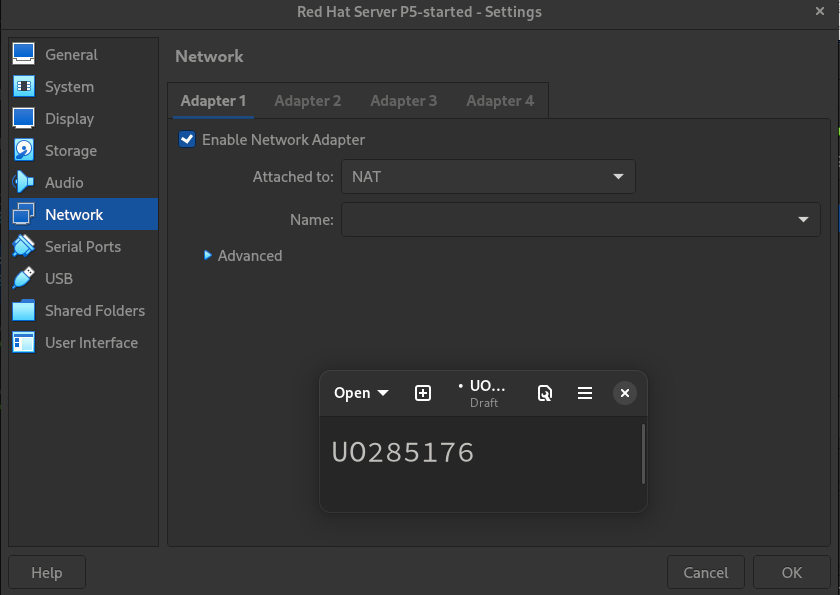 Red Hat Server P5-started - Settings
General
System
Display
Storage
Audio
Network
Serial Ports
USB
Shared Folders
User Interface
Network
Adapter 1 Adapter 2 Adapter 3 Adapter 4
Enable Network Adapter
Attached to: NAT
Name:
Advanced
Open • UO...
Draft
UO285176
Help Cancel OK